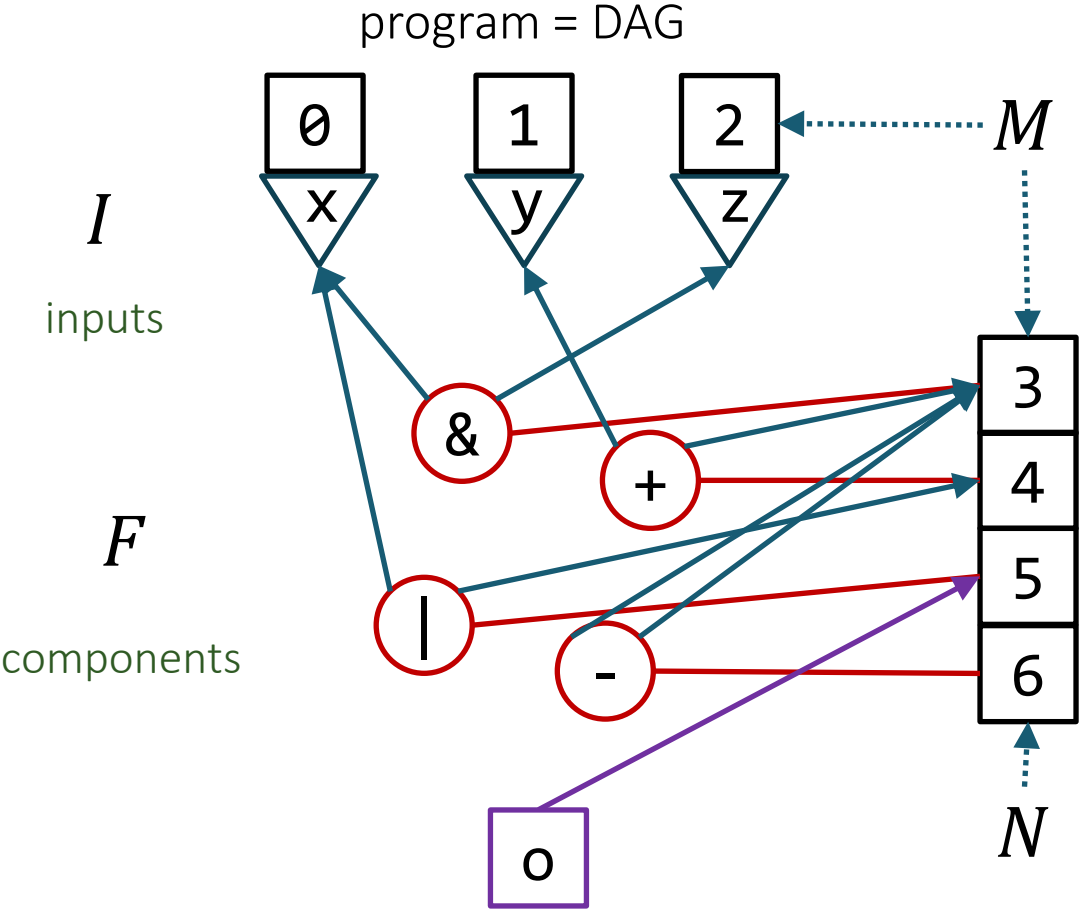 program = DAG
0 1 2 M
x y z
I
inputs
3
&
+ 4
F
5
|
components
- 6
N
o